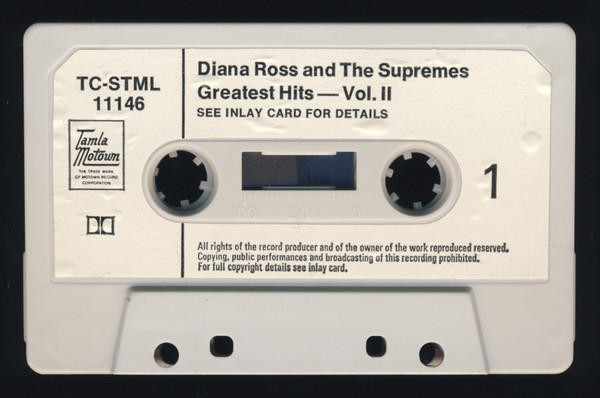 TC-STML
11146
Diana Ross and The Supremes
Greatest Hits — Vol. II
SEE INLAY CARD FOR DETAILS
Tamla
Motown
THE TRADE MARK
OF MOTOWN RECORD
CORPORATION
100 50 0
1
All rights of the record producer and of the owner of the work reproduced reserved.
Copying, public performances and broadcasting of this recording prohibited.
For full copyright details see inlay card.